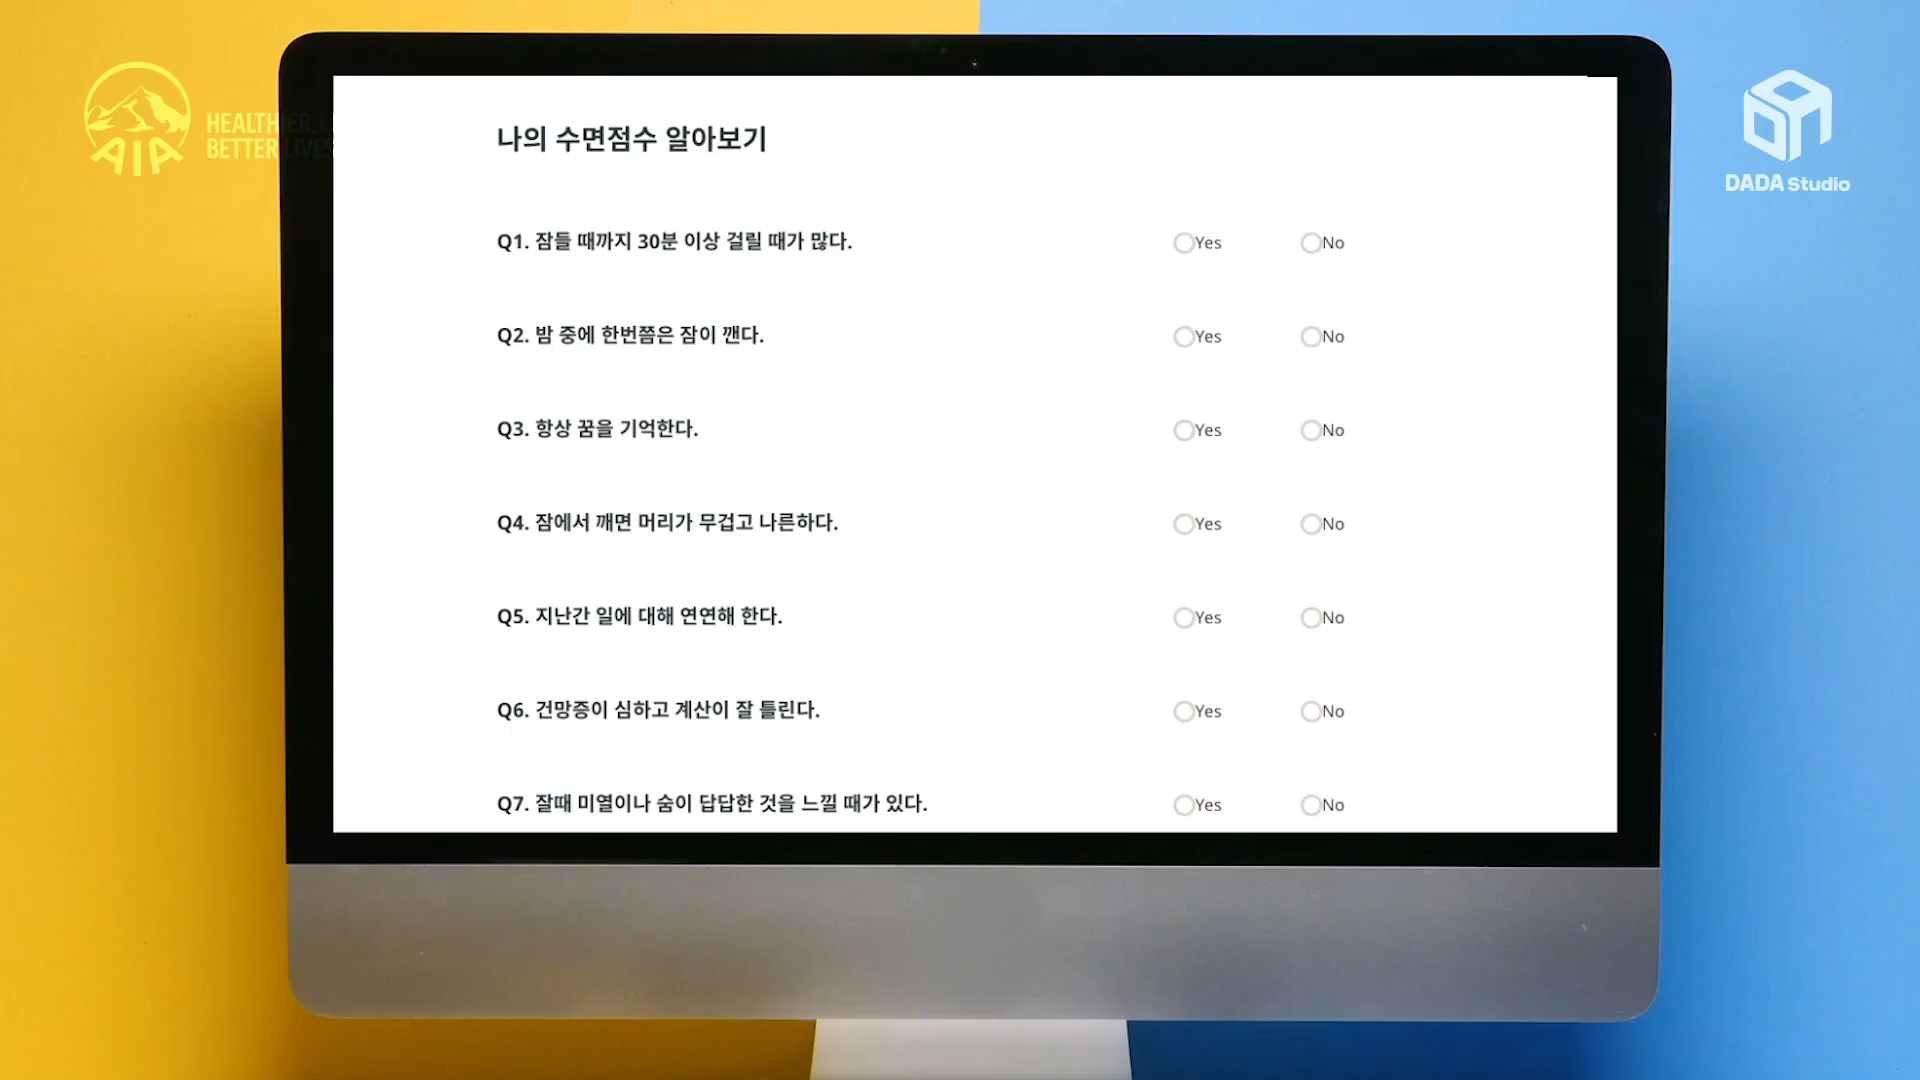 AIA
HEALTHIER, L
BETTER LIVES
DADA Studio
나의 수면점수 알아보기
Q1. 잠들 때까지 30분 이상 걸릴 때가 많다.
Yes No
Q2. 밤 중에 한번쯤은 잠이 깬다.
Yes No
Q3. 항상 꿈을 기억한다.
Yes No
Q4. 잠에서 깨면 머리가 무겁고 나른하다.
Yes No
Q5. 지난간 일에 대해 연연해 한다.
Yes No
Q6. 건망증이 심하고 계산이 잘 틀린다.
Yes No
Q7. 잘때 미열이나 숨이 답답한 것을 느낄 때가 있다.
Yes No